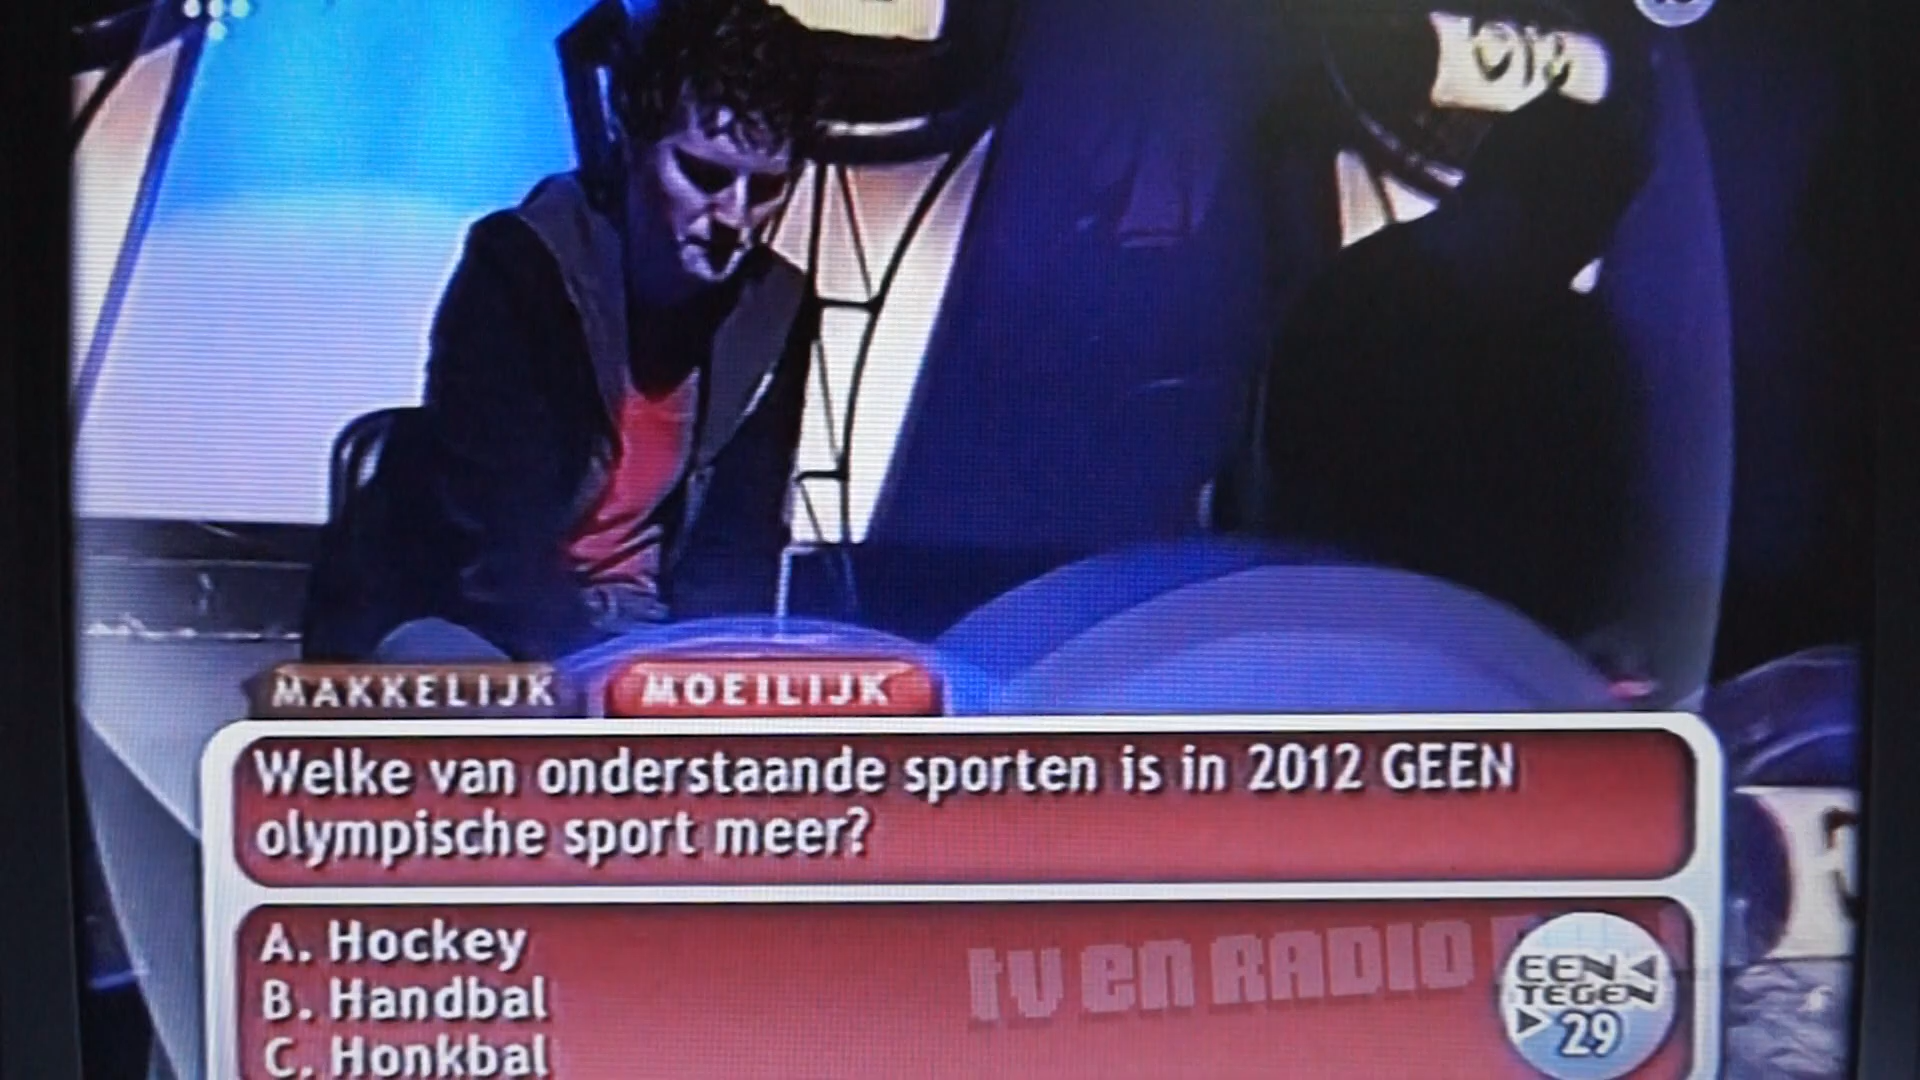 MAKKELIJK MOEILIJK
Welke van onderstaande sporten is in 2012 GEEN
olympische sport meer?
A. Hockey
B. Handbal
C. Honkbal
tv en RADIO
EEN
TEGEN
29